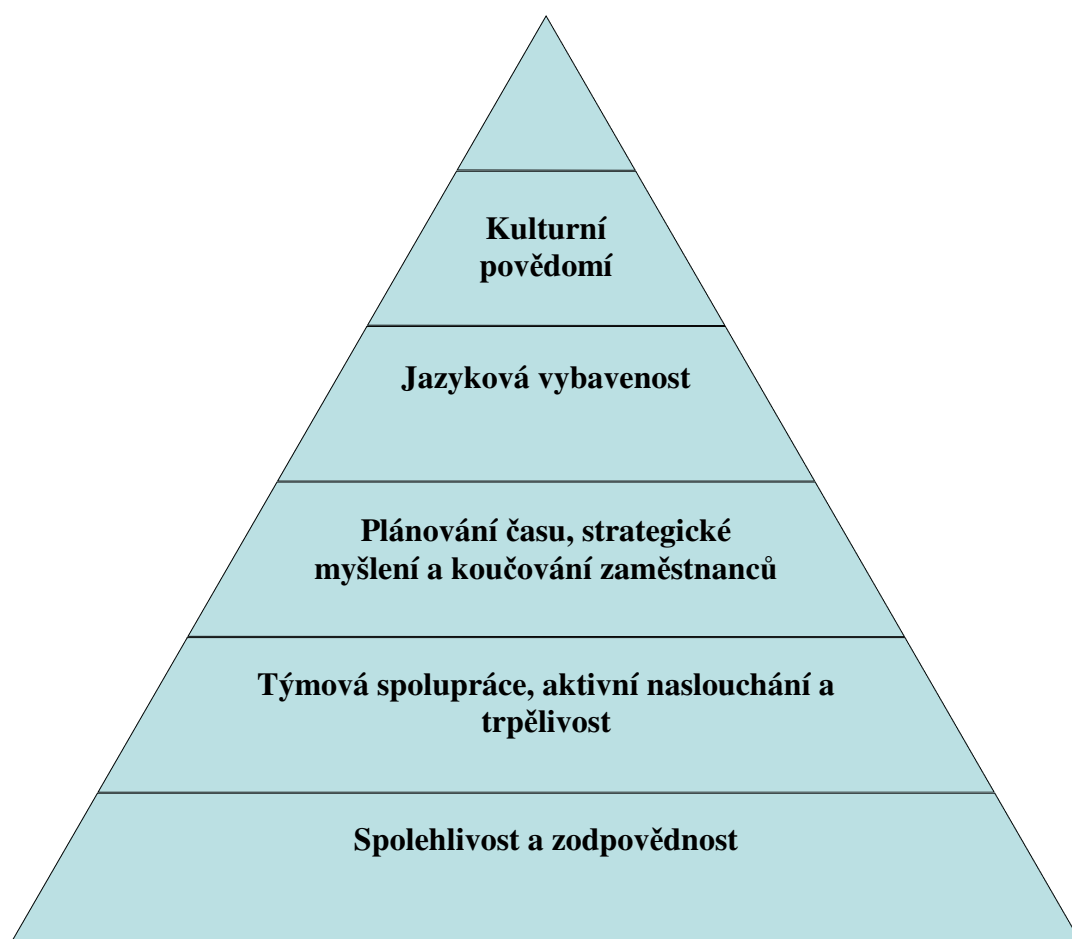 Kulturní
povědomí
Jazyková vybavenost
Plánování času, strategické
myšlení a koučování zaměstnanců
Týmová spolupráce, aktivní naslouchání a
trpělivost
Spolehlivost a zodpovědnost